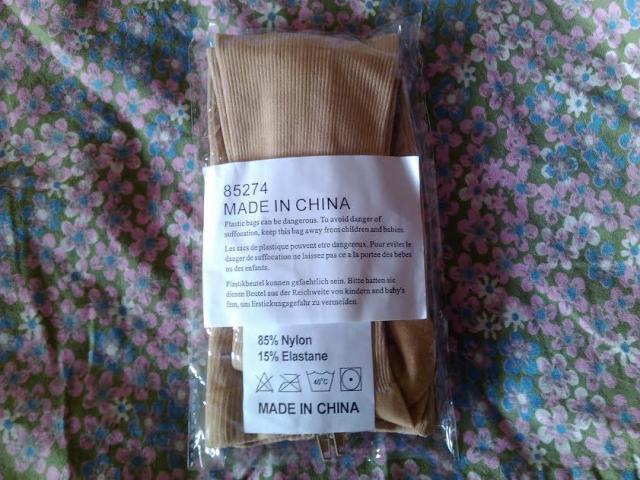 85274
MADE IN CHINA
Plastic bags can be dangerous. To avoid danger of
suffocation, keep this bag away from children and babies.
Les sacs de plastique peuvent etre dangereux. Pour eviter le
danger de suffocation ne laissez pas ce a la portee des bebes
ou des enfants.
Plastikbeutel konnen gefaehrlich sein. Bitte hatten sie
diesen Beutel aus der Reichweite von kindern and baby's
fern, um Erstickungsgefahr zu vermeiden.
85% Nylon
15% Elastane
40°C
MADE IN CHINA